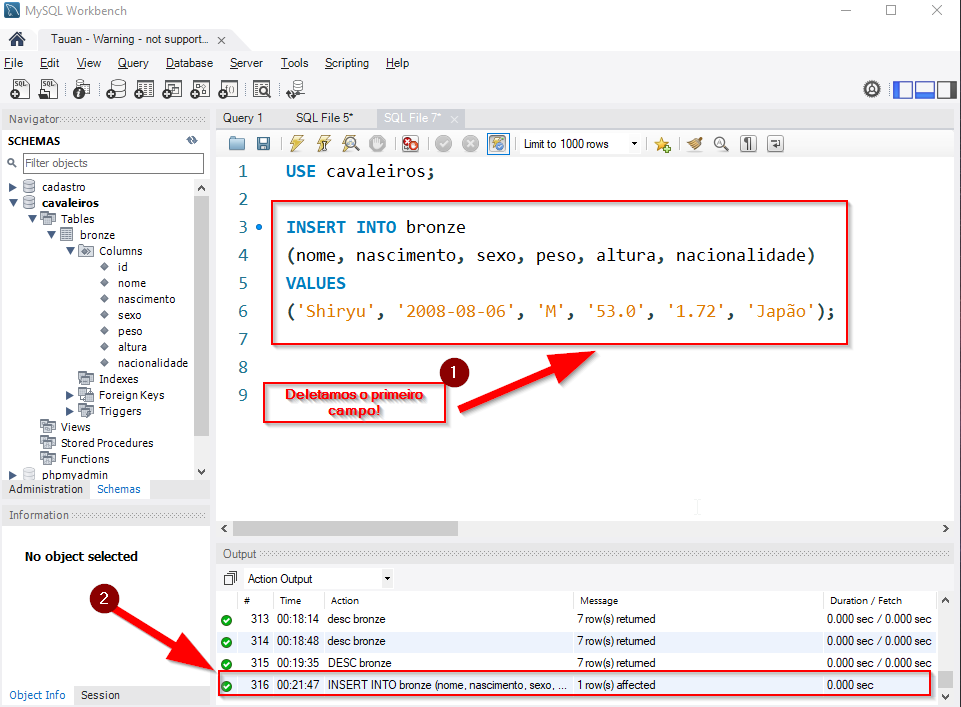 MySQL Workbench
Tauan - Warning - not support... ×
File Edit View Query Database Server Tools Scripting Help
Navigator
SCHEMAS
Filter objects
cadastro
cavaleiros
Tables
bronze
Columns
id
nome
nascimento
sexo
peso
altura
nacionalidade
Indexes
Foreign Keys
Triggers
Views
Stored Procedures
Functions
phpmyadmin
Administration Schemas
Information
No object selected
2
Object Info Session
Query 1 SQL File 5* SQL File 7* ×
Limit to 1000 rows
1 USE cavaleiros;
2
3 INSERT INTO bronze
4 (nome, nascimento, sexo, peso, altura, nacionalidade)
5 VALUES
6 ('Shiryu', '2008-08-06', 'M', '53.0', '1.72', 'Japão');
7
8
9
Deletamos o primeiro
campo!
1
Output
Action Output
# Time Action Message Duration / Fetch
313 00:18:14 desc bronze 7 row(s) returned 0.000 sec / 0.000 sec
314 00:18:48 desc bronze 7 row(s) returned 0.000 sec / 0.000 sec
315 00:19:35 DESC bronze 7 row(s) returned 0.000 sec / 0.000 sec
316 00:21:47 INSERT INTO bronze (nome, nascimento, sexo, ... 1 row(s) affected 0.000 sec